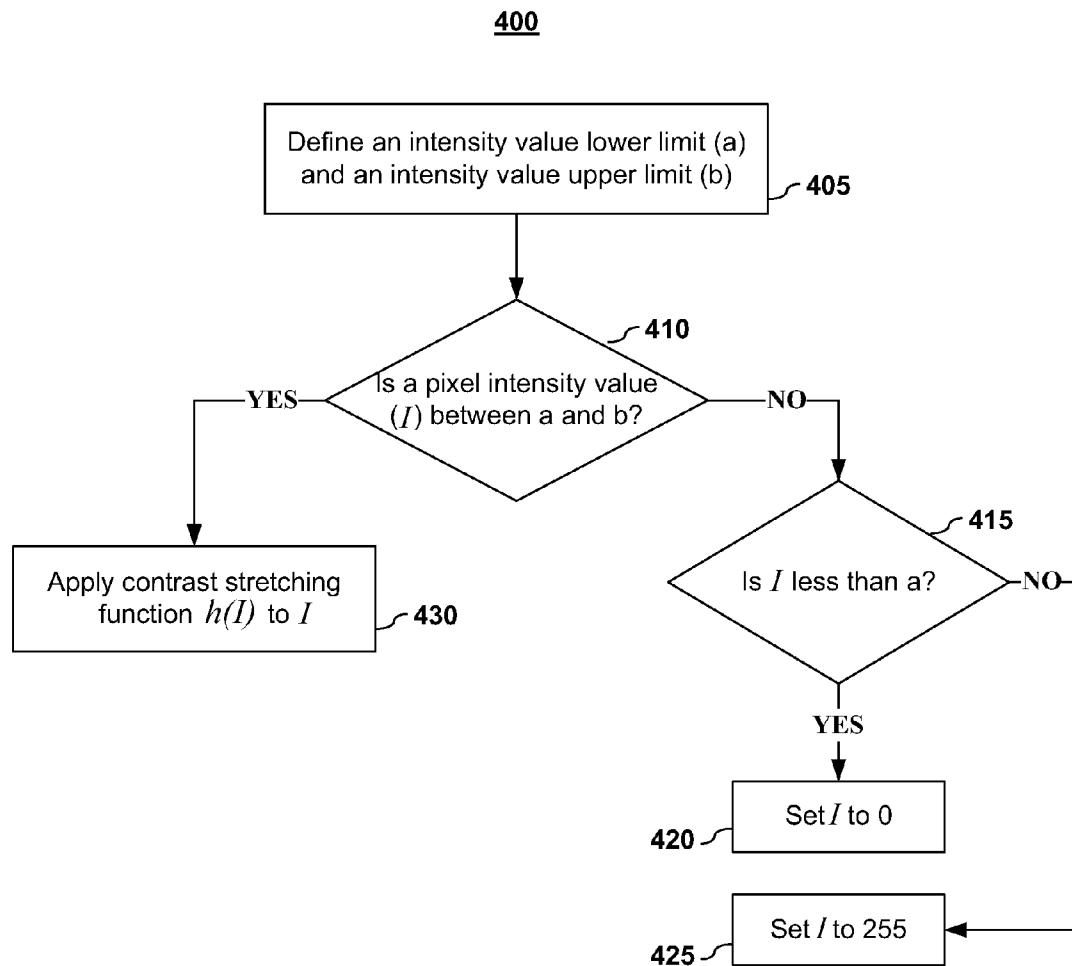 400
Define an intensity value lower limit (a)
and an intensity value upper limit (b)
405
410
Is a pixel intensity value
(I) between a and b?
YES
NO
415
Is I less than a?
NO
Apply contrast stretching
function h(I) to I
430
YES
Set I to 0
420
Set I to 255
425